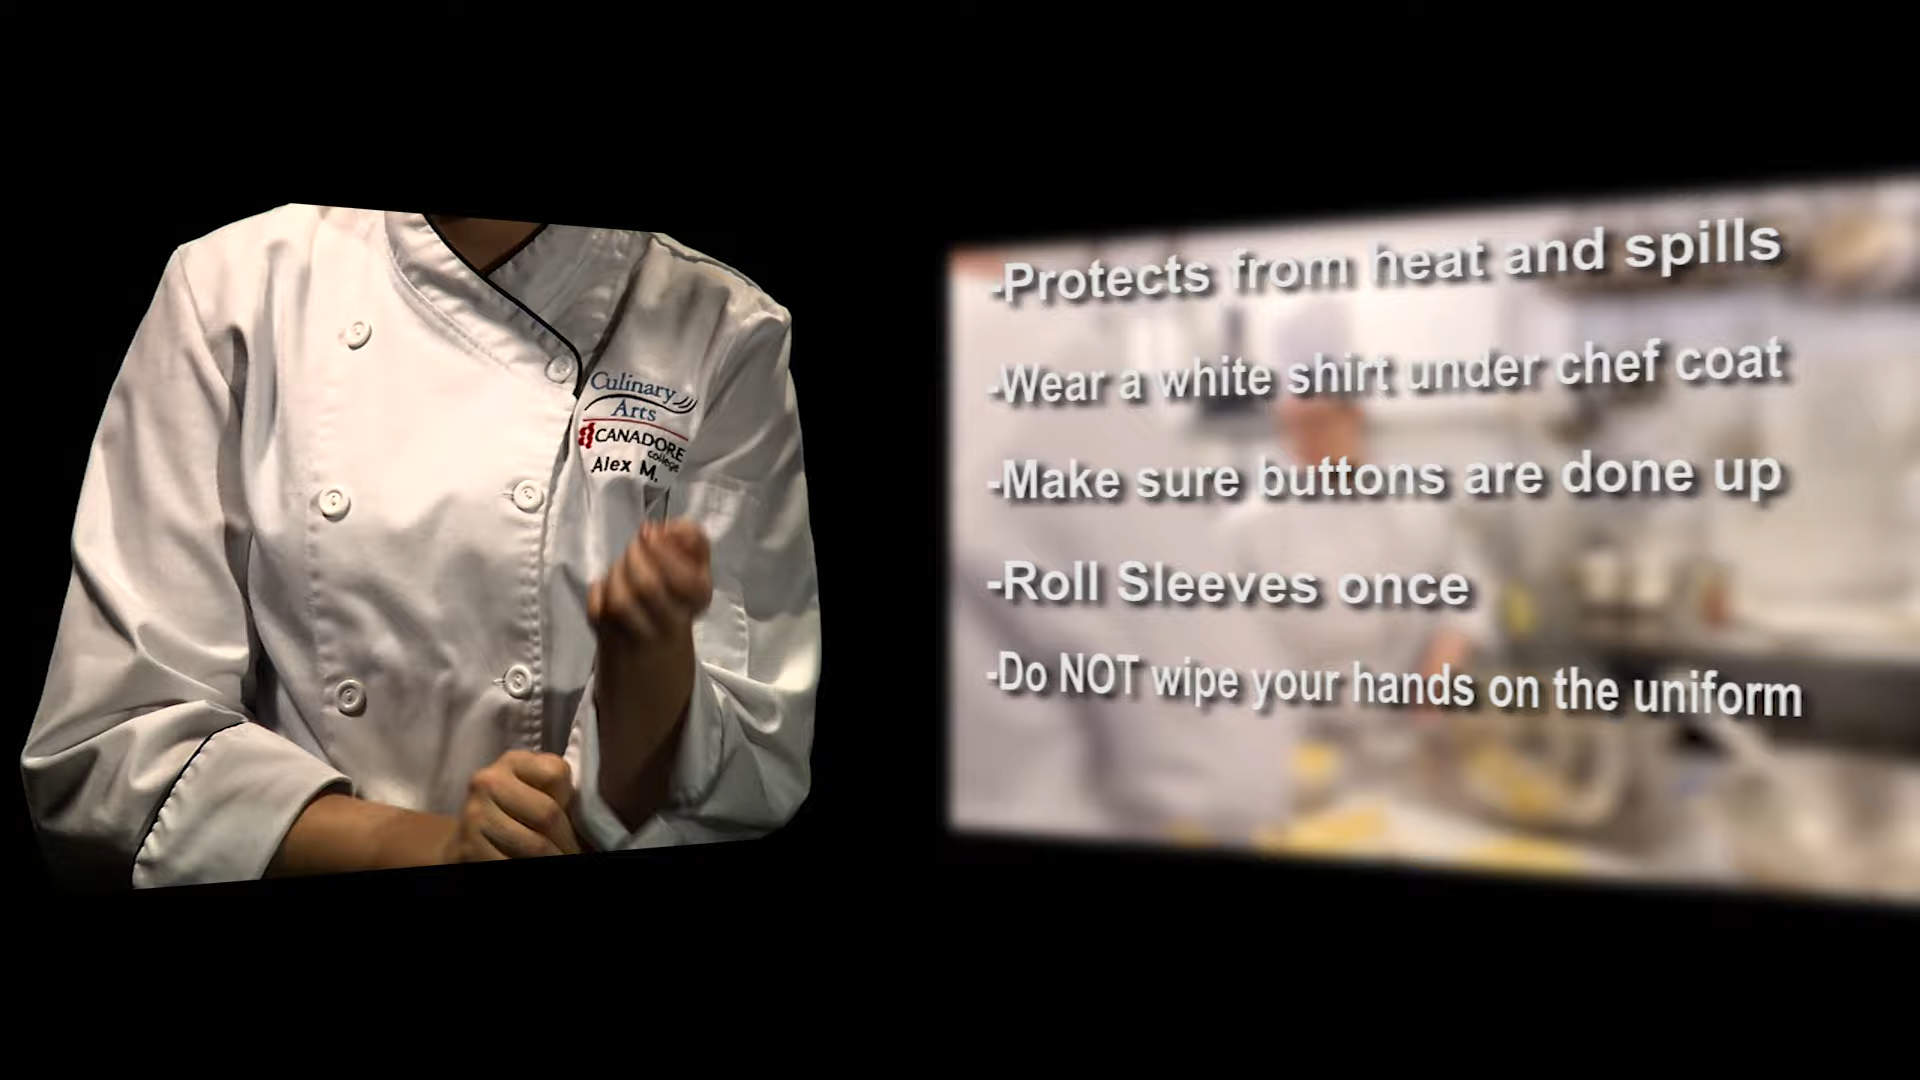 Culinary
Arts
CANADORE
college
Alex M.
-Protects from heat and spills
-Wear a white shirt under chef coat
-Make sure buttons are done up
-Roll Sleeves once
-Do NOT wipe your hands on the uniform